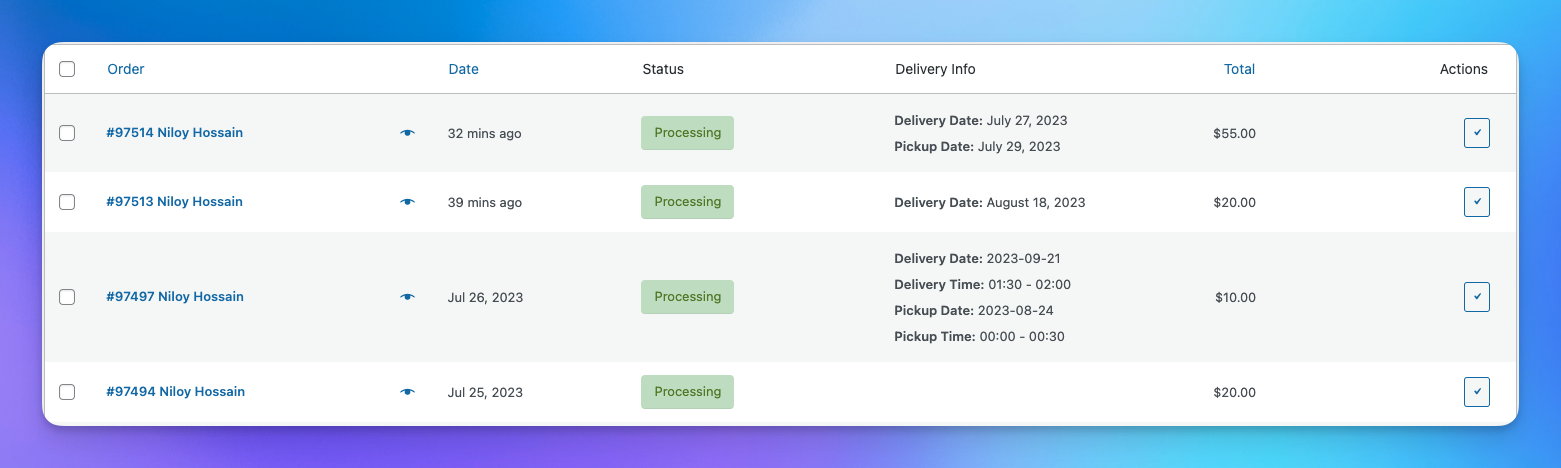 Order Date Status Delivery Info Total Actions
#97514 Niloy Hossain 32 mins ago Processing Delivery Date: July 27, 2023 $55.00
Pickup Date: July 29, 2023
#97513 Niloy Hossain 39 mins ago Processing Delivery Date: August 18, 2023 $20.00
#97497 Niloy Hossain Jul 26, 2023 Processing Delivery Date: 2023-09-21 $10.00
Delivery Time: 01:30 - 02:00
Pickup Date: 2023-08-24
Pickup Time: 00:00 - 00:30
#97494 Niloy Hossain Jul 25, 2023 Processing $20.00